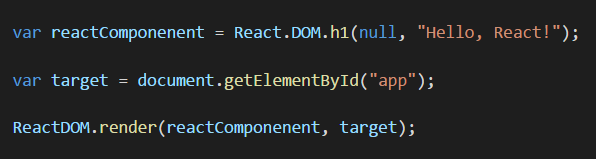 var reactComponenent = React.DOM.h1(null, "Hello, React!");
var target = document.getElementById("app");
ReactDOM.render(reactComponenent, target);